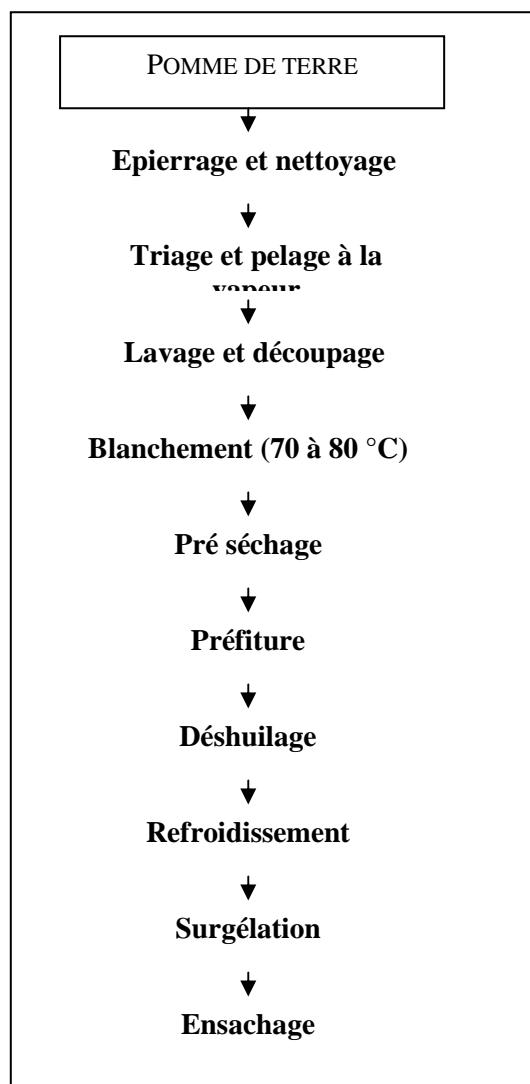 POMME DE TERRE
Epierrage et nettoyage
Triage et pelage à la
vapeur
Lavage et découpage
Blanchement (70 à 80 °C)
Pré séchage
Préfiture
Déshuilage
Refroidissement
Surgélation
Ensachage